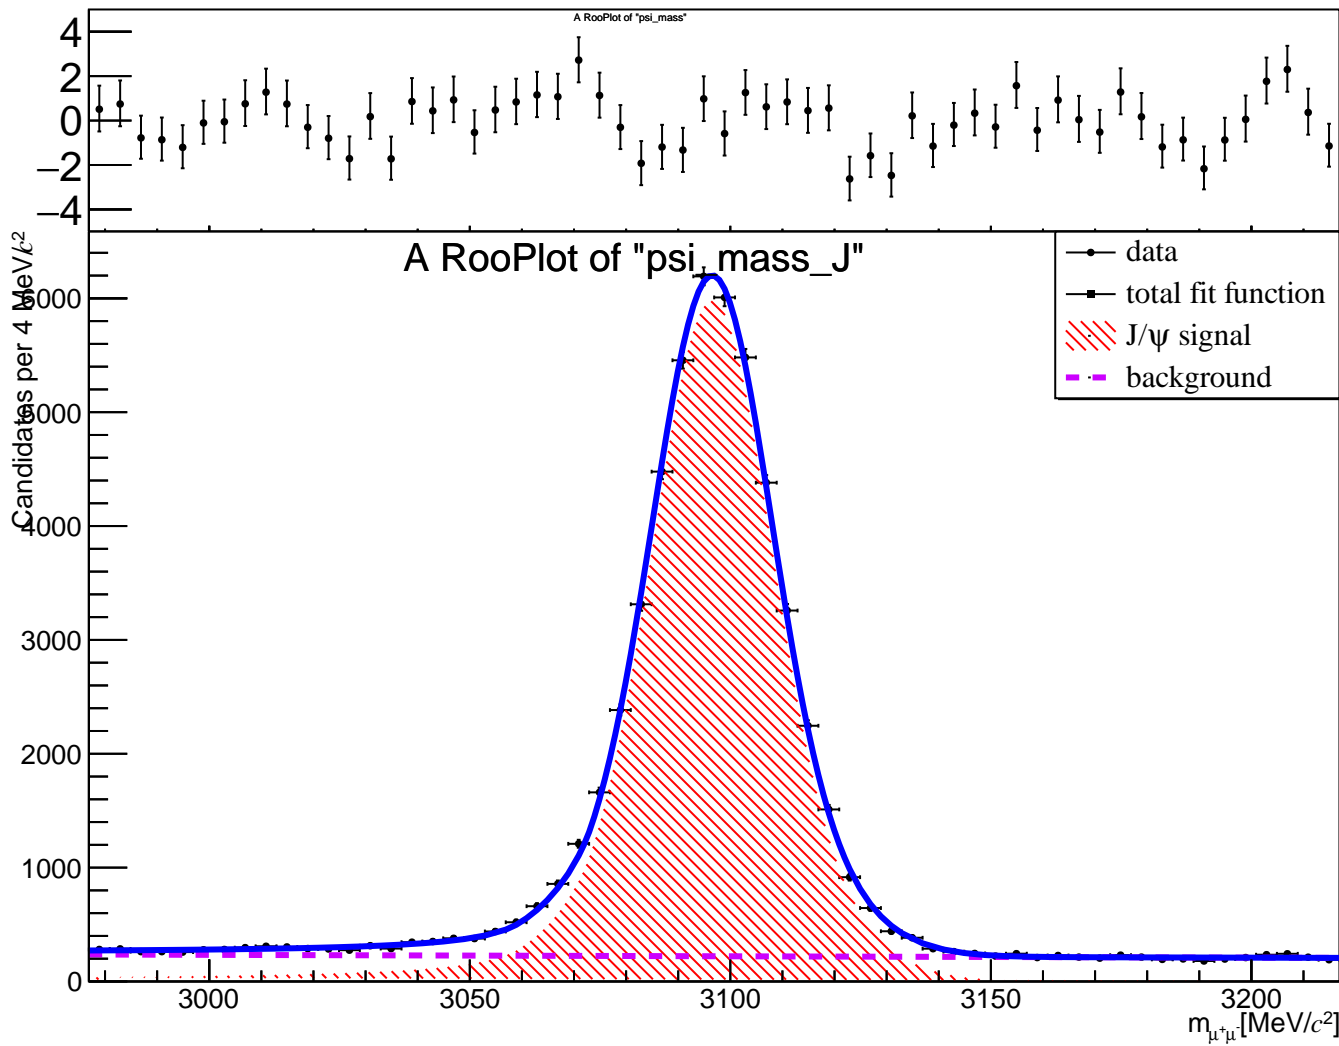 A RooPlot of "psi_mass"
4
2
0
−2
−4
A RooPlot of "psi_mass_J"
data
total fit function
J/ψ signal
background
Candidates per 4 MeV/c²
6000
5000
4000
3000
2000
1000
0
3000 3050 3100 3150 3200
m_μ⁺μ⁻[MeV/c²]